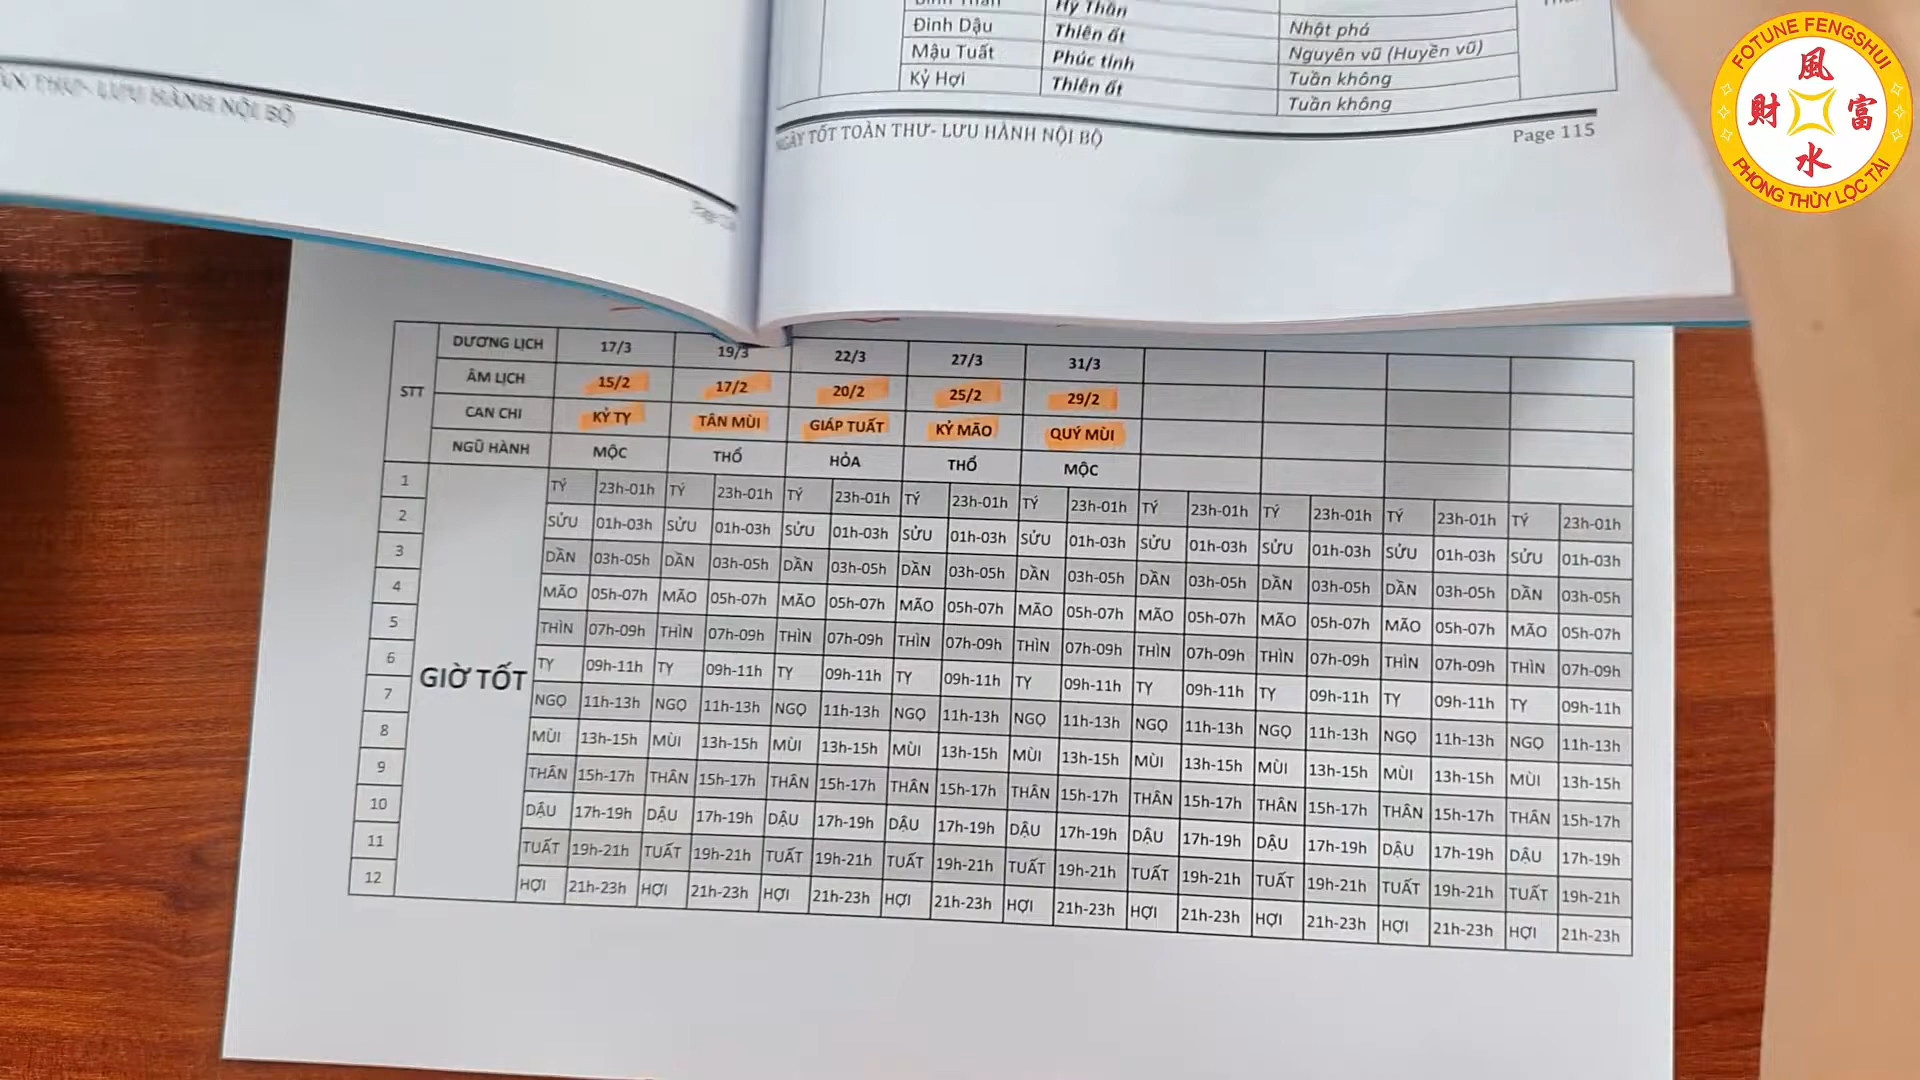 Hỷ Thần
Đinh Dậu Thiên ất Nhật phá
Mậu Tuất Phúc tinh Nguyên vũ (Huyền vũ)
Kỷ Hợi Thiên ất Tuần không
Tuần không
NGÀY TỐT TOÀN THƯ- LƯU HÀNH NỘI BỘ Page 115
THƯ- LƯU HÀNH NỘI BỘ
FOTUNE FENGSHUI
風
財 富
水
PHONG THỦY LỘC TÀI
STT DƯƠNG LỊCH 17/3 19/3 22/3 27/3 31/3
ÂM LỊCH 15/2 17/2 20/2 25/2 29/2
CAN CHI KỶ TỴ TÂN MÙI GIÁP TUẤT KỶ MÃO QUÝ MÙI
NGŨ HÀNH MỘC THỔ HỎA THỔ MỘC
GIỜ TỐT
1 TÝ 23h-01h TÝ 23h-01h TÝ 23h-01h TÝ 23h-01h TÝ 23h-01h TÝ 23h-01h TÝ 23h-01h TÝ 23h-01h TÝ 23h-01h
2 SỬU 01h-03h SỬU 01h-03h SỬU 01h-03h SỬU 01h-03h SỬU 01h-03h SỬU 01h-03h SỬU 01h-03h SỬU 01h-03h SỬU 01h-03h
3 DẦN 03h-05h DẦN 03h-05h DẦN 03h-05h DẦN 03h-05h DẦN 03h-05h DẦN 03h-05h DẦN 03h-05h DẦN 03h-05h DẦN 03h-05h
4 MÃO 05h-07h MÃO 05h-07h MÃO 05h-07h MÃO 05h-07h MÃO 05h-07h MÃO 05h-07h MÃO 05h-07h MÃO 05h-07h MÃO 05h-07h
5 THÌN 07h-09h THÌN 07h-09h THÌN 07h-09h THÌN 07h-09h THÌN 07h-09h THÌN 07h-09h THÌN 07h-09h THÌN 07h-09h THÌN 07h-09h
6 TỴ 09h-11h TỴ 09h-11h TỴ 09h-11h TỴ 09h-11h TỴ 09h-11h TỴ 09h-11h TỴ 09h-11h TỴ 09h-11h TỴ 09h-11h
7 NGỌ 11h-13h NGỌ 11h-13h NGỌ 11h-13h NGỌ 11h-13h NGỌ 11h-13h NGỌ 11h-13h NGỌ 11h-13h NGỌ 11h-13h NGỌ 11h-13h
8 MÙI 13h-15h MÙI 13h-15h MÙI 13h-15h MÙI 13h-15h MÙI 13h-15h MÙI 13h-15h MÙI 13h-15h MÙI 13h-15h MÙI 13h-15h
9 THÂN 15h-17h THÂN 15h-17h THÂN 15h-17h THÂN 15h-17h THÂN 15h-17h THÂN 15h-17h THÂN 15h-17h THÂN 15h-17h THÂN 15h-17h
10 DẬU 17h-19h DẬU 17h-19h DẬU 17h-19h DẬU 17h-19h DẬU 17h-19h DẬU 17h-19h DẬU 17h-19h DẬU 17h-19h DẬU 17h-19h
11 TUẤT 19h-21h TUẤT 19h-21h TUẤT 19h-21h TUẤT 19h-21h TUẤT 19h-21h TUẤT 19h-21h TUẤT 19h-21h TUẤT 19h-21h TUẤT 19h-21h
12 HỢI 21h-23h HỢI 21h-23h HỢI 21h-23h HỢI 21h-23h HỢI 21h-23h HỢI 21h-23h HỢI 21h-23h HỢI 21h-23h HỢI 21h-23h